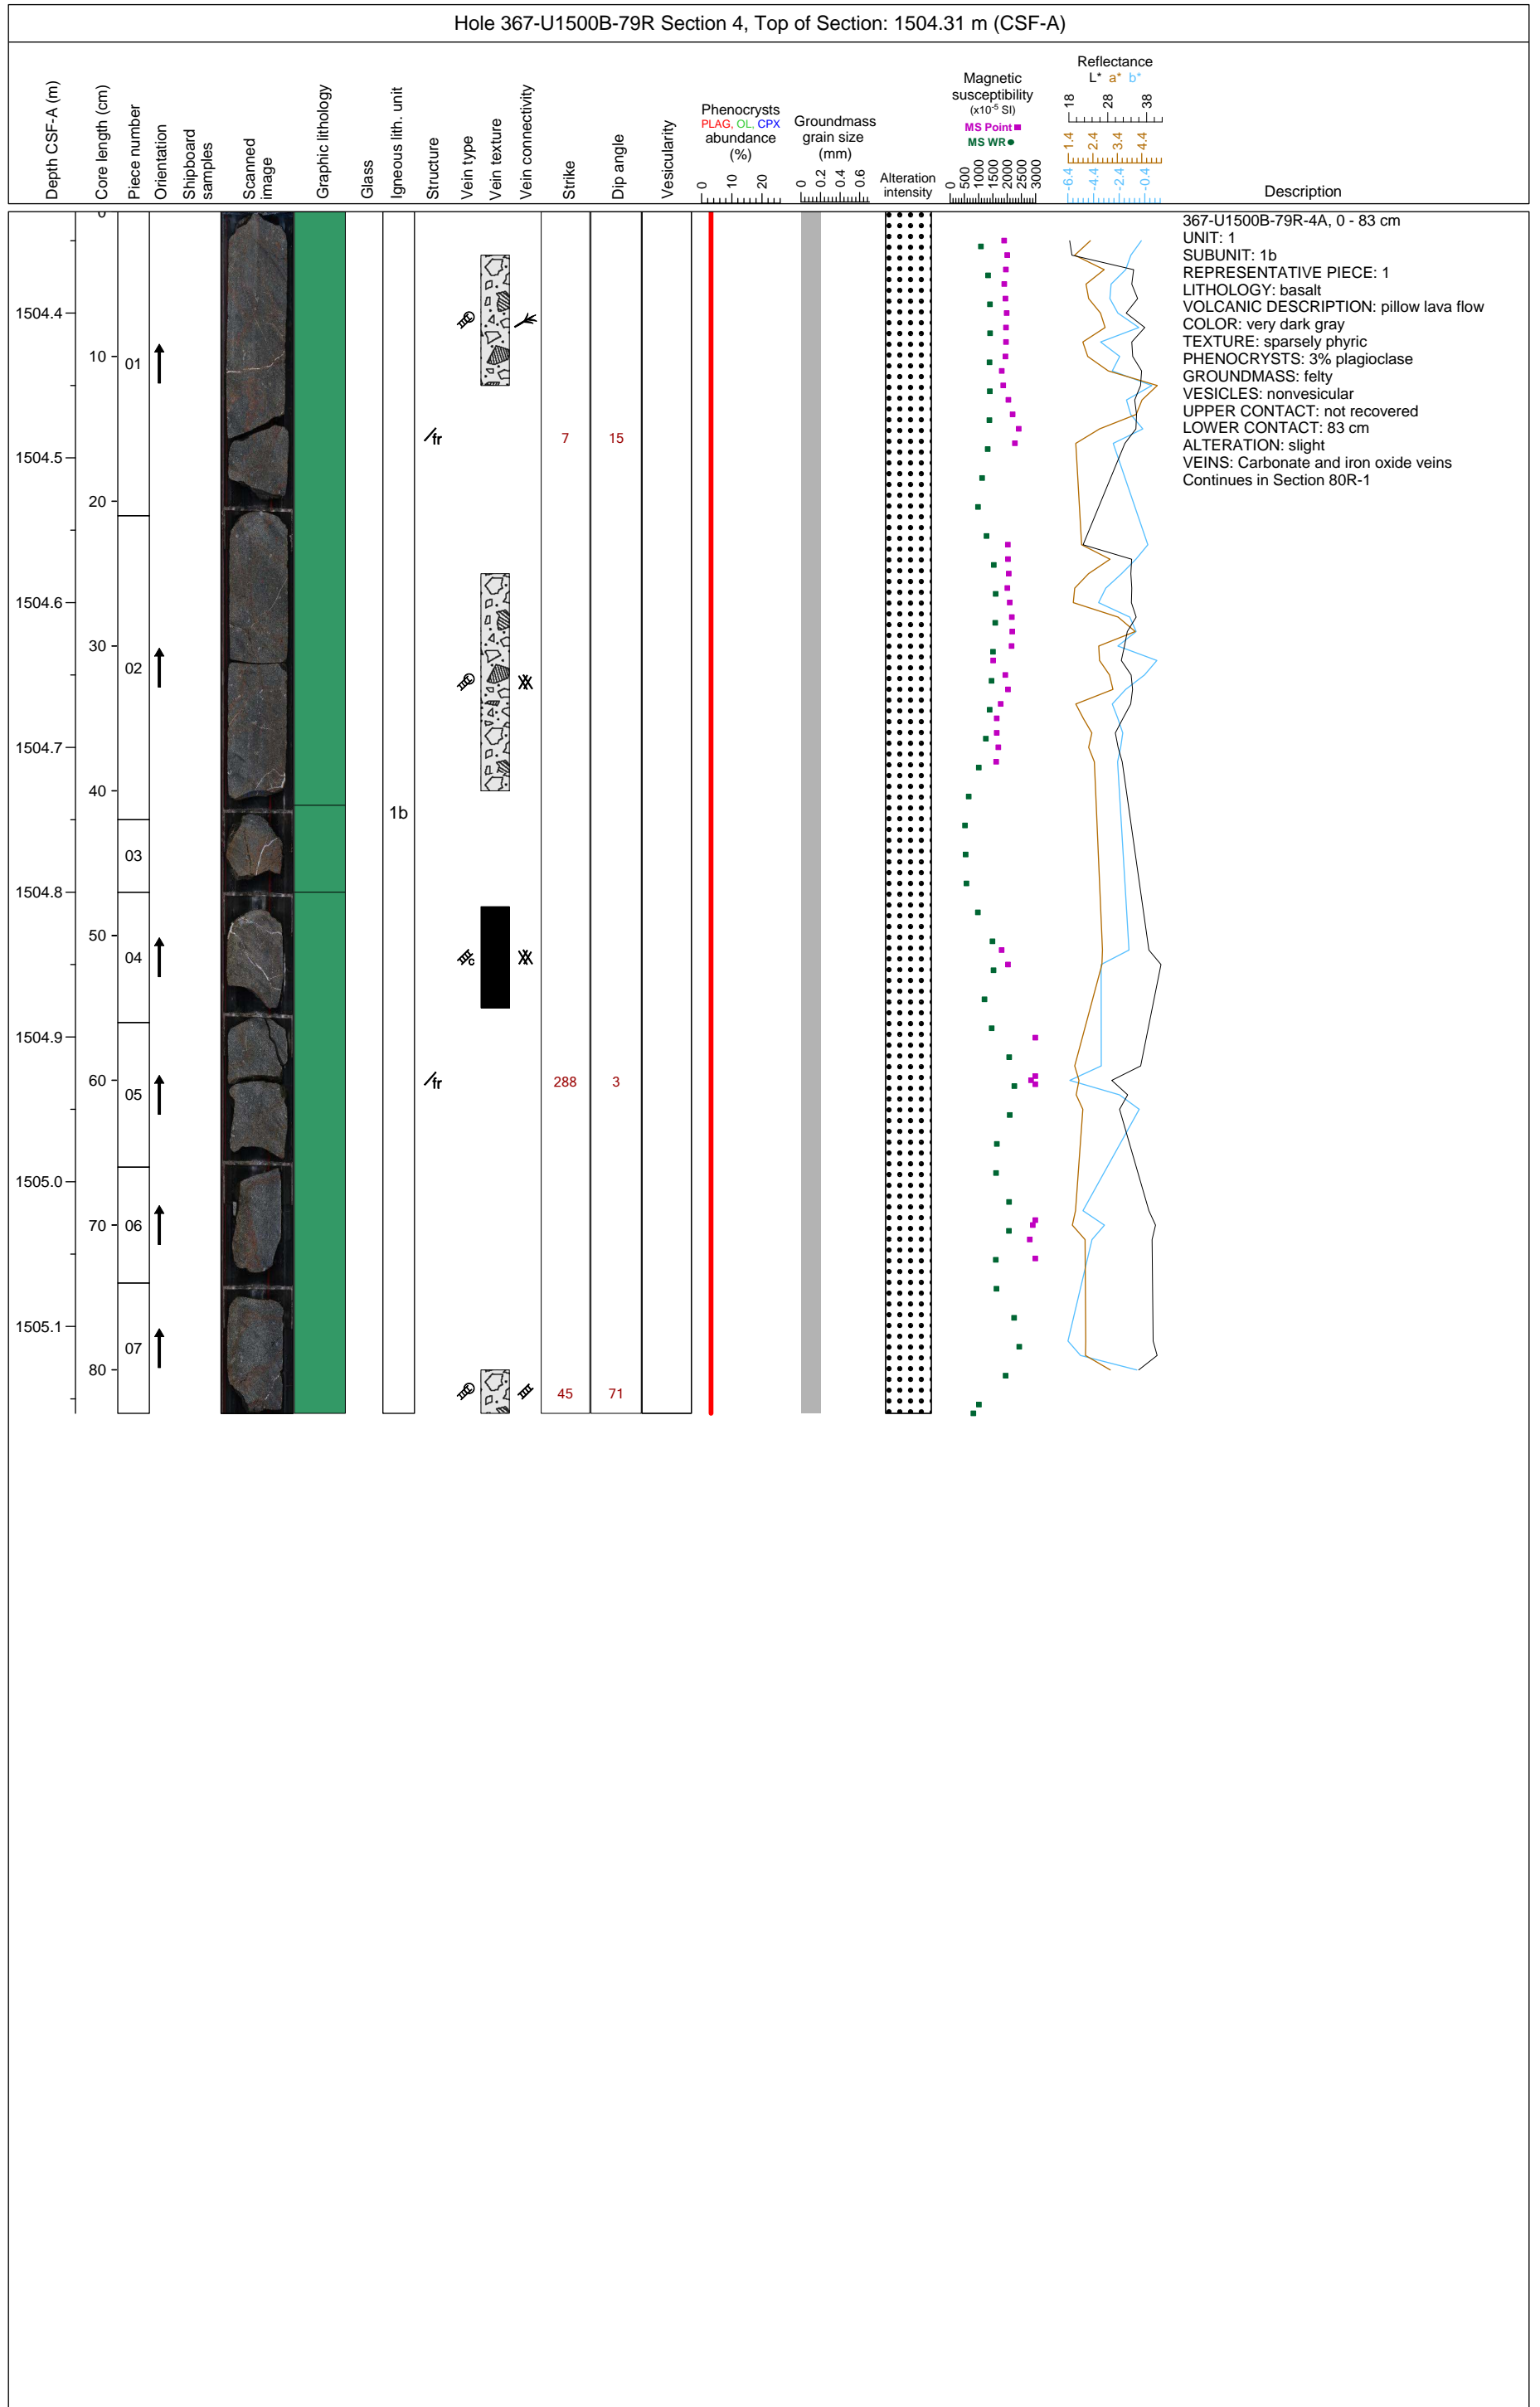 Hole 367-U1500B-79R Section 4, Top of Section: 1504.31 m (CSF-A)
Depth CSF-A (m)
Core length (cm)
Piece number
Orientation
Shipboard
samples
Scanned
image
Graphic lithology
Glass
Igneous lith. unit
Structure
Vein type
Vein texture
Vein connectivity
Strike
Dip angle
Vesicularity
Phenocrysts
PLAG, OL, CPX
abundance
(%)
0 10 20
Groundmass
grain size
(mm)
0 0.2 0.4 0.6
Alteration
intensity
Magnetic
susceptibility
(x10-5 SI)
MS Point
MS WR
0 500 1000 1500 2000 2500 3000
Reflectance
L* a* b*
18 28 38
1.4 2.4 3.4 4.4
-6.4 -4.4 -2.4 -0.4
Description
0
1504.4
1504.5
1504.6
1504.7
1504.8
1504.9
1505.0
1505.1
10
20
30
40
50
60
70
80
01
02
03
04
05
06
07
1b
fr
c
fr
7 15
288 3
45 71
367-U1500B-79R-4A, 0 - 83 cm
UNIT: 1
SUBUNIT: 1b
REPRESENTATIVE PIECE: 1
LITHOLOGY: basalt
VOLCANIC DESCRIPTION: pillow lava flow
COLOR: very dark gray
TEXTURE: sparsely phyric
PHENOCRYSTS: 3% plagioclase
GROUNDMASS: felty
VESICLES: nonvesicular
UPPER CONTACT: not recovered
LOWER CONTACT: 83 cm
ALTERATION: slight
VEINS: Carbonate and iron oxide veins
Continues in Section 80R-1